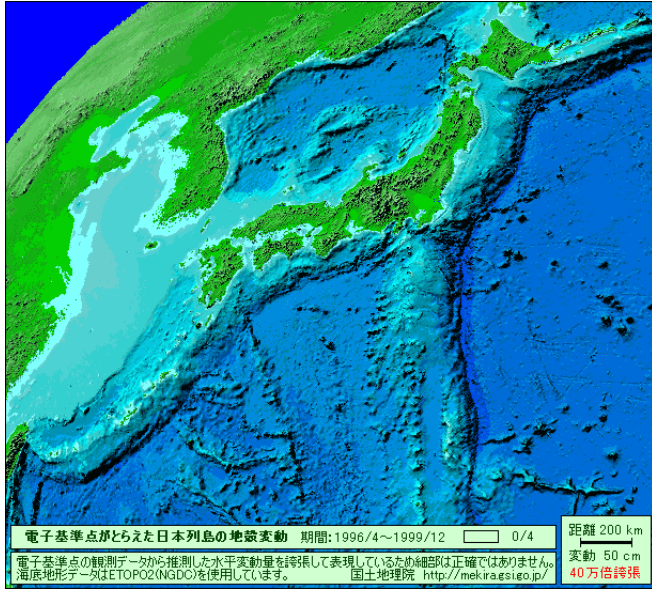 電子基準点がとらえた日本列島の地殻変動 期間:1996/4～1999/12 0/4
電子基準点の観測データから推測した水平変動量を誇張して表現しているため細部は正確ではありません。
海底地形データはETOPO2(NGDC)を使用しています。 国土地理院 http://mekira.gsi.go.jp/
距離 200 km
変動 50 cm
40万倍誇張